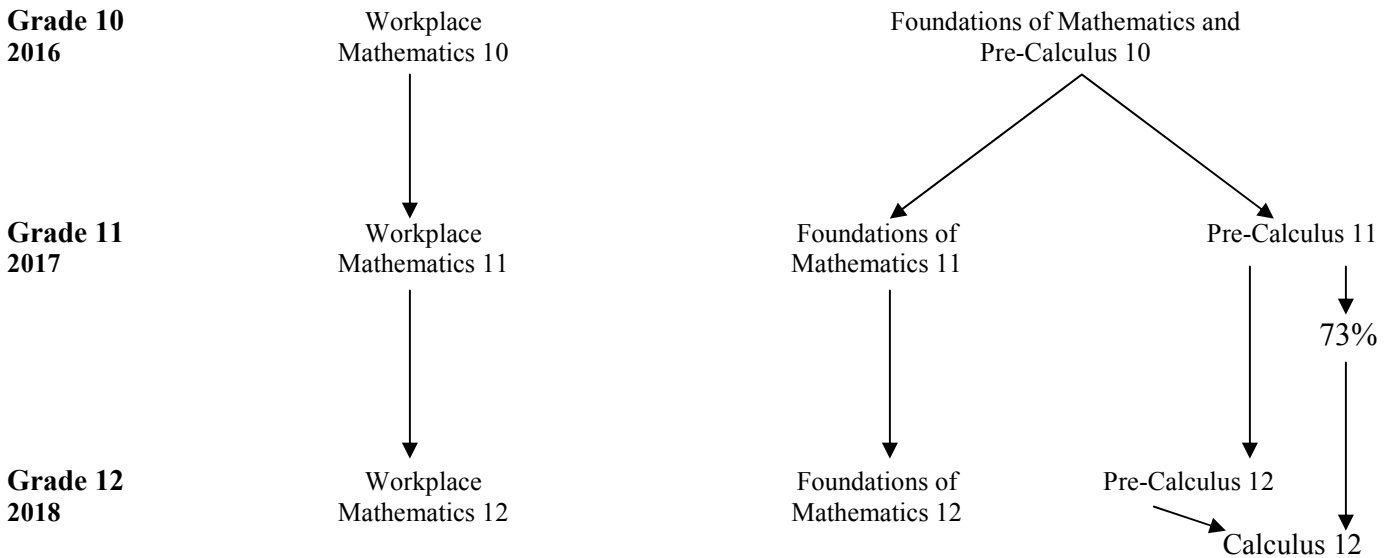 Grade 10
2016
Workplace
Mathematics 10
Foundations of Mathematics and
Pre-Calculus 10
Grade 11
2017
Workplace
Mathematics 11
Foundations of
Mathematics 11
Pre-Calculus 11
73%
Grade 12
2018
Workplace
Mathematics 12
Foundations of
Mathematics 12
Pre-Calculus 12
Calculus 12